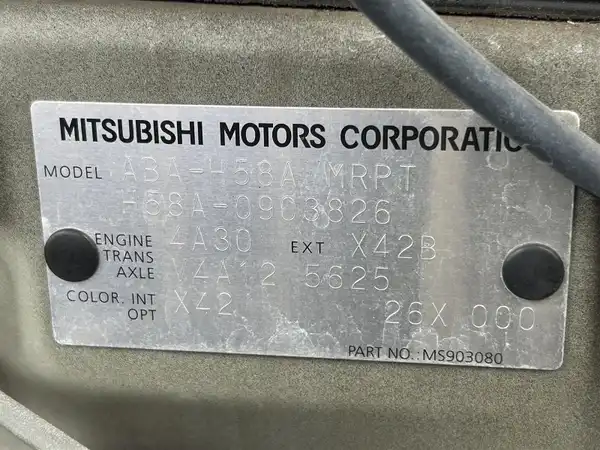 MITSUBISHI MOTORS CORPORATIO
MODEL ABA-H58A MRPT
H58A-0903826
ENGINE 4A30 EXT X42B
TRANS AXLE V4A12 5625
COLOR, INT X42
OPT 26X 000
PART NO.: MS903080